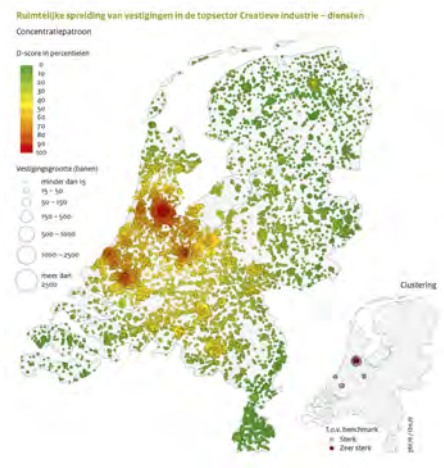 Ruimtelijke spreiding van vestigingen in de topsector Creatieve industrie – diensten
Concentratiepatroon
D-score in percentielen
0
10
20
30
40
50
60
70
80
90
100
Vestigingsgrootte (banen)
minder dan 15
15 – 50
50 – 150
150 – 500
500 – 1000
1000 – 2500
meer dan
2500
Clustering
T.o.v. benchmark
Sterk
Zeer sterk